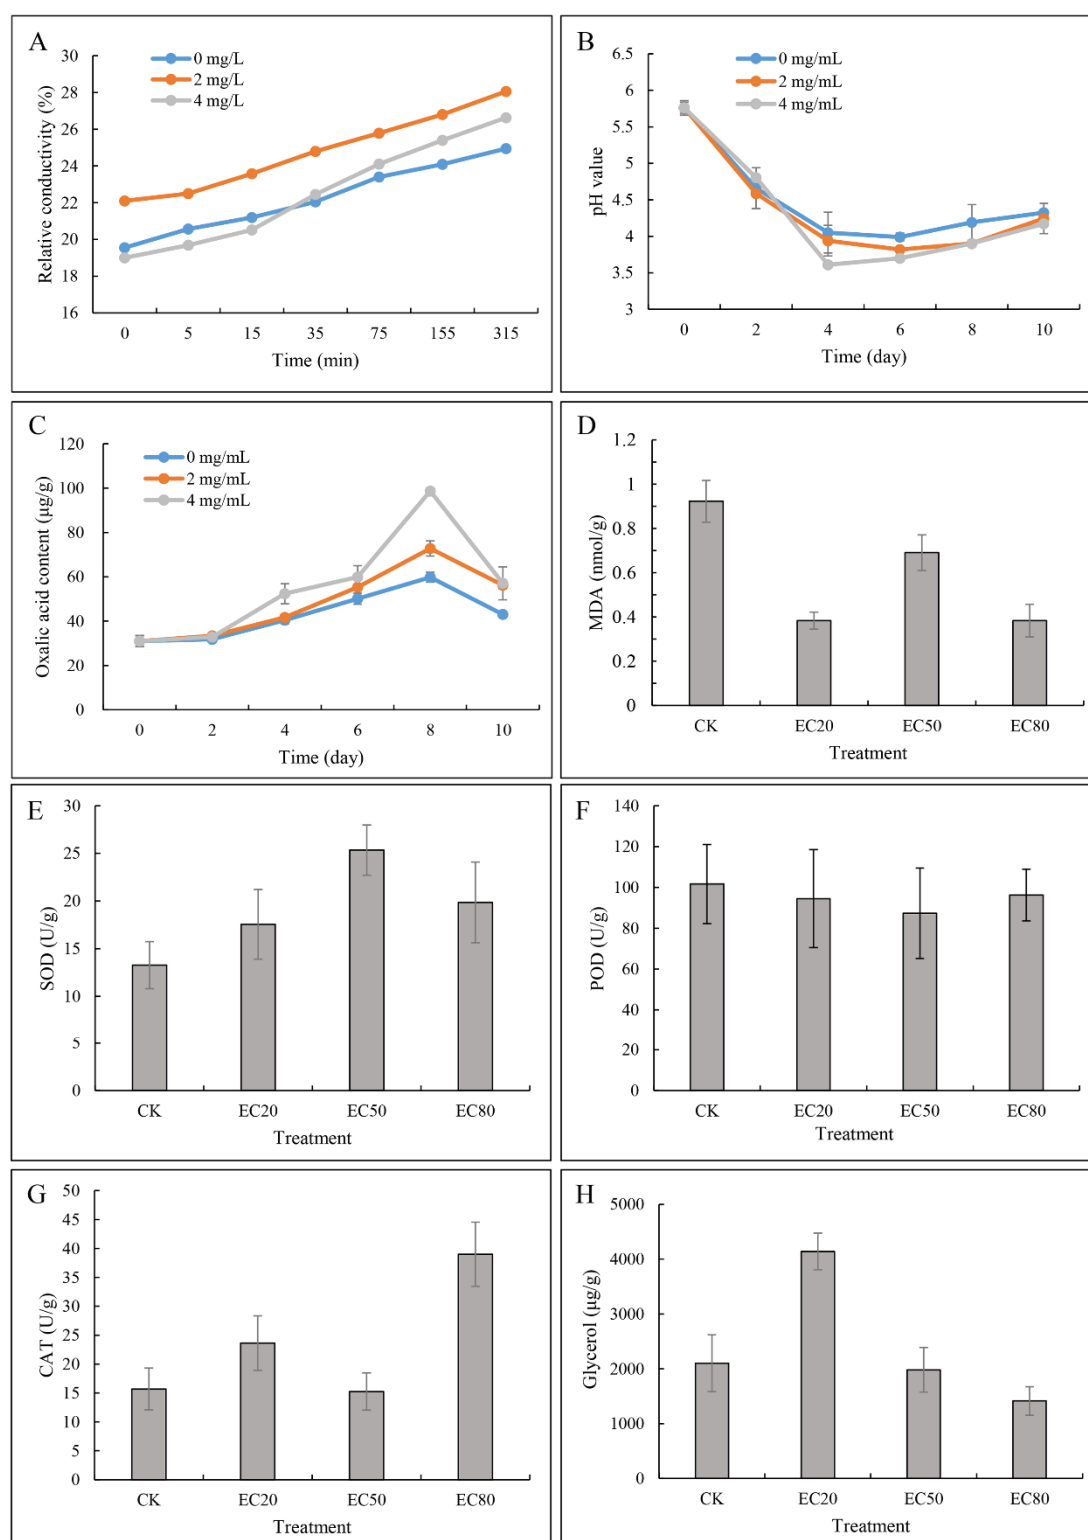 A
0 mg/L
2 mg/L
4 mg/L
Relative conductivity (%)
30
28
26
24
22
20
18
16
0 5 15 35 75 155 315
Time (min)
B
0 mg/mL
2 mg/mL
4 mg/mL
pH value
6.5
6
5.5
5
4.5
4
3.5
3
0 2 4 6 8 10
Time (day)
C
0 mg/mL
2 mg/mL
4 mg/mL
Oxalic acid content (μg/g)
120
100
80
60
40
20
0
0 2 4 6 8 10
Time (day)
D
MDA (nmol/g)
1.2
1
0.8
0.6
0.4
0.2
0
CK EC20 EC50 EC80
Treatment
E
SOD (U/g)
30
25
20
15
10
5
0
CK EC20 EC50 EC80
Treatment
F
POD (U/g)
140
120
100
80
60
40
20
0
CK EC20 EC50 EC80
Treatment
G
CAT (U/g)
50
45
40
35
30
25
20
15
10
5
0
CK EC20 EC50 EC80
Treatment
H
Glycerol (μg/g)
5000
4000
3000
2000
1000
0
CK EC20 EC50 EC80
Treatment